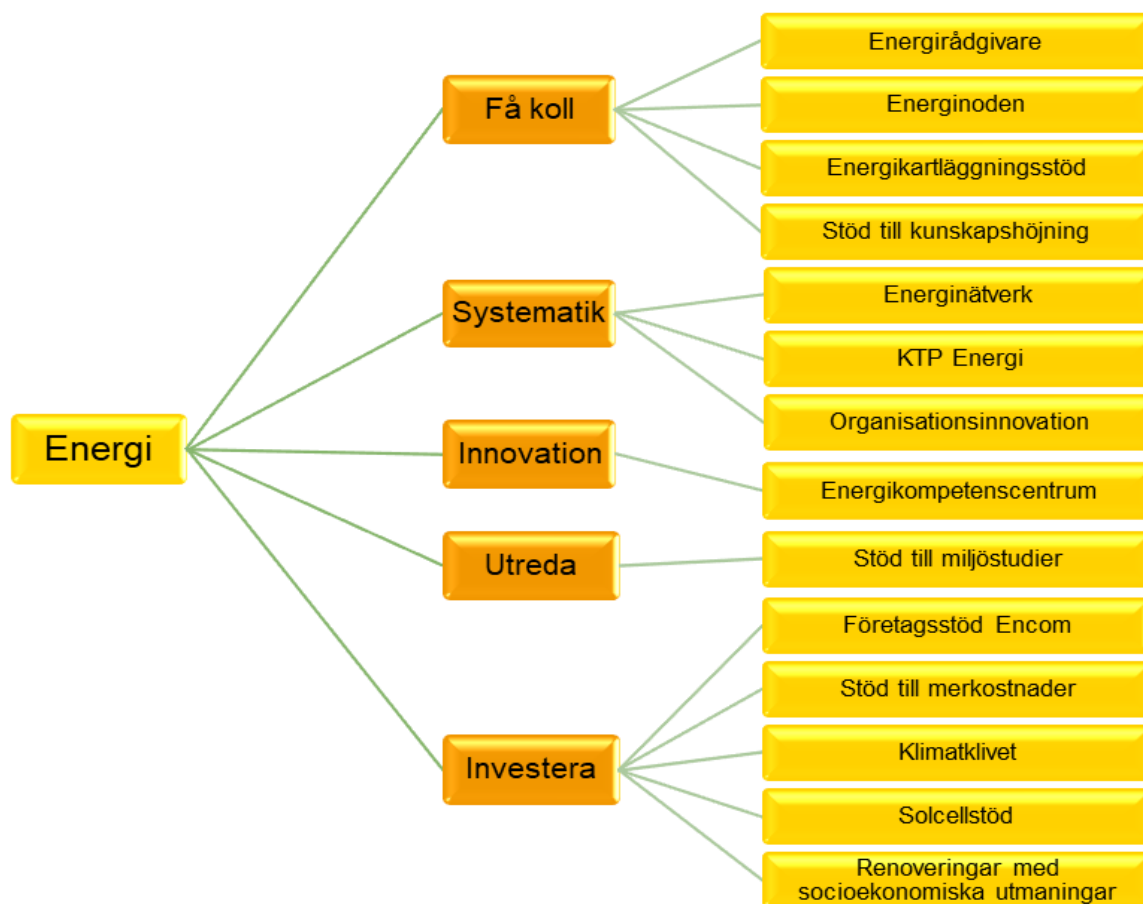 Energi
Få koll
Energirådgivare
Energinoden
Energikartläggningsstöd
Stöd till kunskapshöjning
Systematik
Energinätverk
KTP Energi
Organisationsinnovation
Innovation
Energikompetenscentrum
Utreda
Stöd till miljöstudier
Investera
Företagsstöd Encom
Stöd till merkostnader
Klimatklivet
Solcellstöd
Renoveringar med
socioekonomiska utmaningar